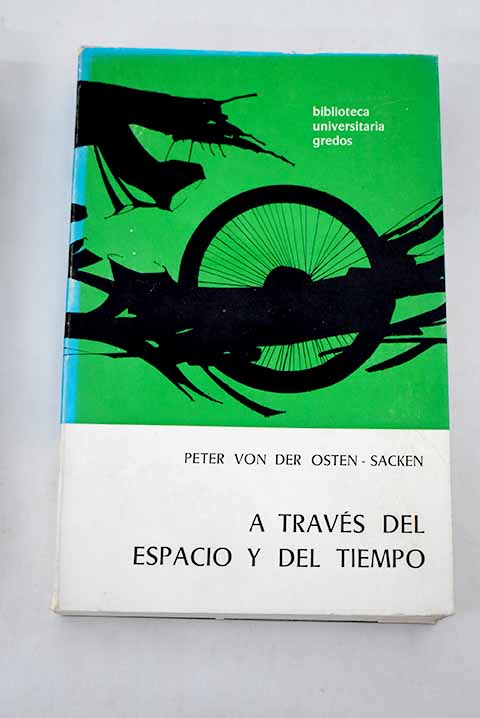 biblioteca
universitaria
gredos
PETER VON DER OSTEN - SACKEN
A TRAVÉS DEL
ESPACIO Y DEL TIEMPO